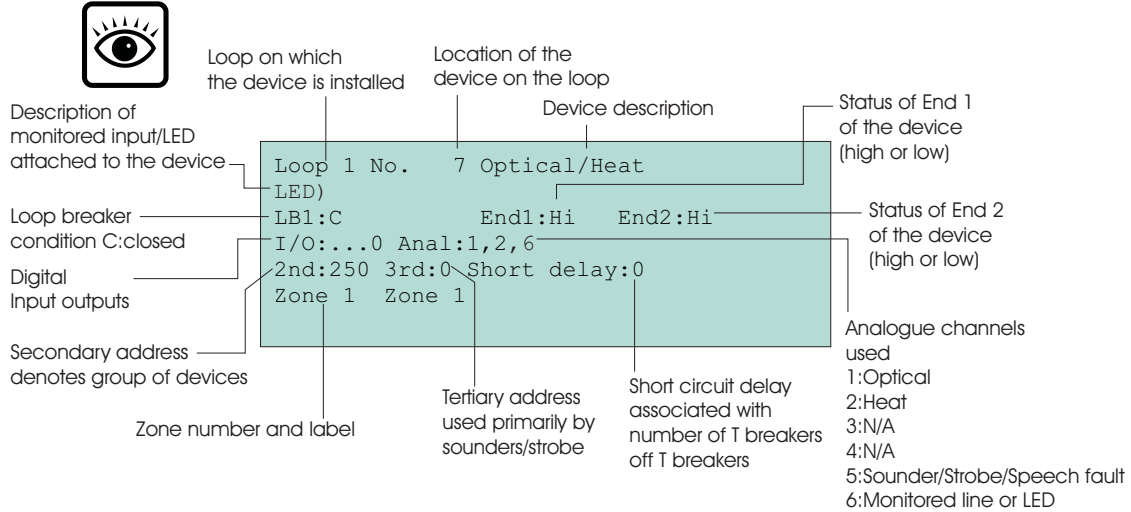 Loop on which
the device is installed
Location of the
device on the loop
Device description
Status of End 1
of the device
(high or low)
Description of
monitored input/LED
attached to the device
Loop 1 No.    7 Optical/Heat
LED)
LB1:C             End1:Hi   End2:Hi
I/O:...0 Anal:1,2,6
2nd:250 3rd:0 Short delay:0
Zone 1  Zone 1
Loop breaker
condition C:closed
Digital
Input outputs
Secondary address
denotes group of devices
Zone number and label
Tertiary address
used primarily by
sounders/strobe
Short circuit delay
associated with
number of T breakers
off T breakers
Status of End 2
of the device
(high or low)
Analogue channels
used
1:Optical
2:Heat
3:N/A
4:N/A
5:Sounder/Strobe/Speech fault
6:Monitored line or LED